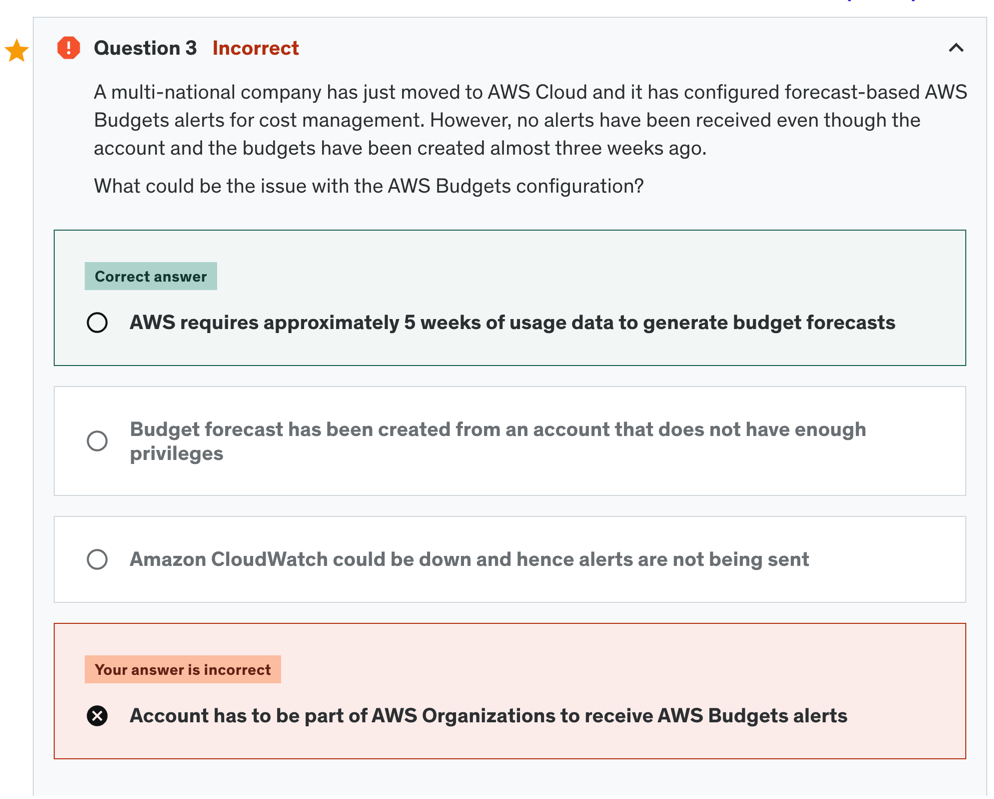 Question 3 Incorrect
A multi-national company has just moved to AWS Cloud and it has configured forecast-based AWS
Budgets alerts for cost management. However, no alerts have been received even though the
account and the budgets have been created almost three weeks ago.
What could be the issue with the AWS Budgets configuration?
Correct answer
AWS requires approximately 5 weeks of usage data to generate budget forecasts
Budget forecast has been created from an account that does not have enough
privileges
Amazon CloudWatch could be down and hence alerts are not being sent
Your answer is incorrect
Account has to be part of AWS Organizations to receive AWS Budgets alerts